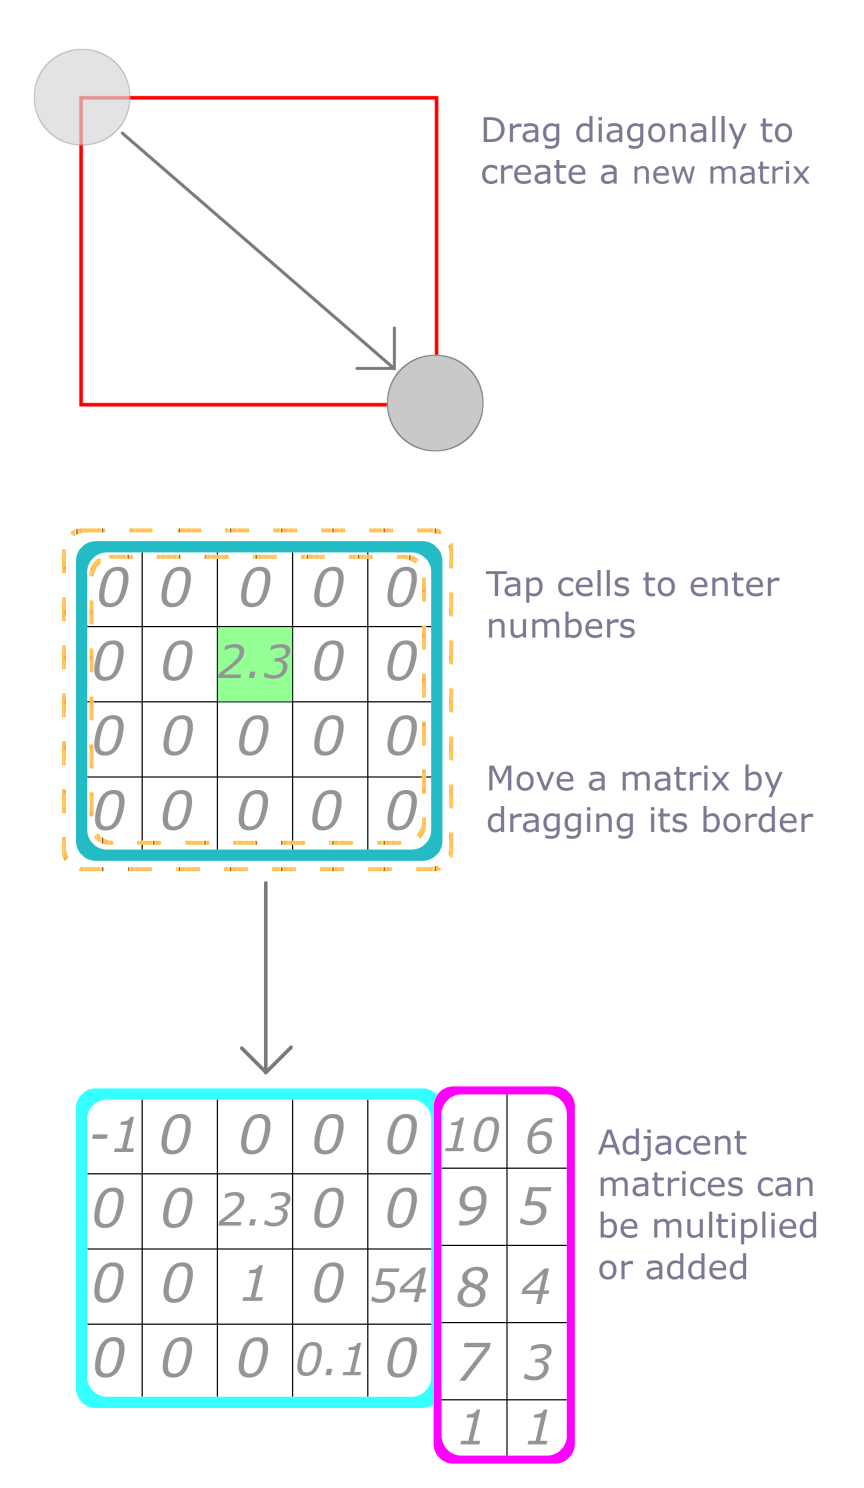 Drag diagonally to
create a new matrix
0 0 0 0 0
0 0 2.3 0 0
0 0 0 0 0
0 0 0 0 0
Tap cells to enter
numbers
Move a matrix by
dragging its border
-1 0 0 0 0 10 6
0 0 2.3 0 0 9 5
0 0 1 0 54 8 4
0 0 0 0.1 0 7 3
1 1
Adjacent
matrices can
be multiplied
or added